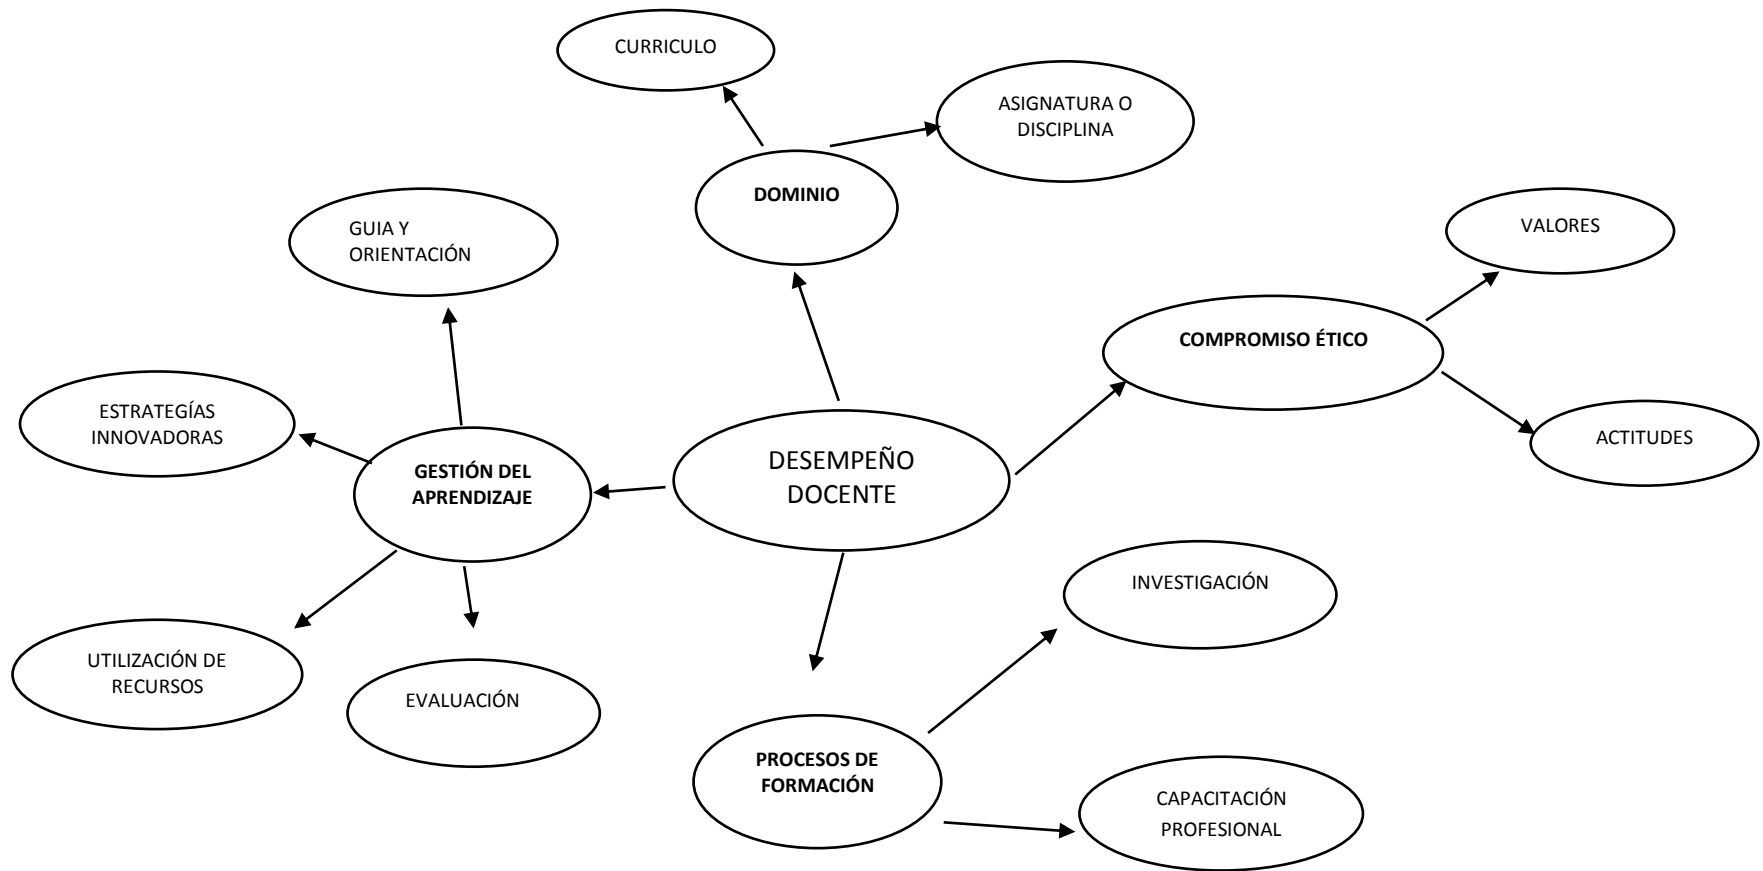 CURRICULO
ASIGNATURA O
DISCIPLINA
DOMINIO
GUIA Y
ORIENTACIÓN
VALORES
COMPROMISO ÉTICO
ACTITUDES
ESTRATEGÍAS
INNOVADORAS
GESTIÓN DEL
APRENDIZAJE
DESEMPEÑO
DOCENTE
INVESTIGACIÓN
UTILIZACIÓN DE
RECURSOS
EVALUACIÓN
PROCESOS DE
FORMACIÓN
CAPACITACIÓN
PROFESIONAL